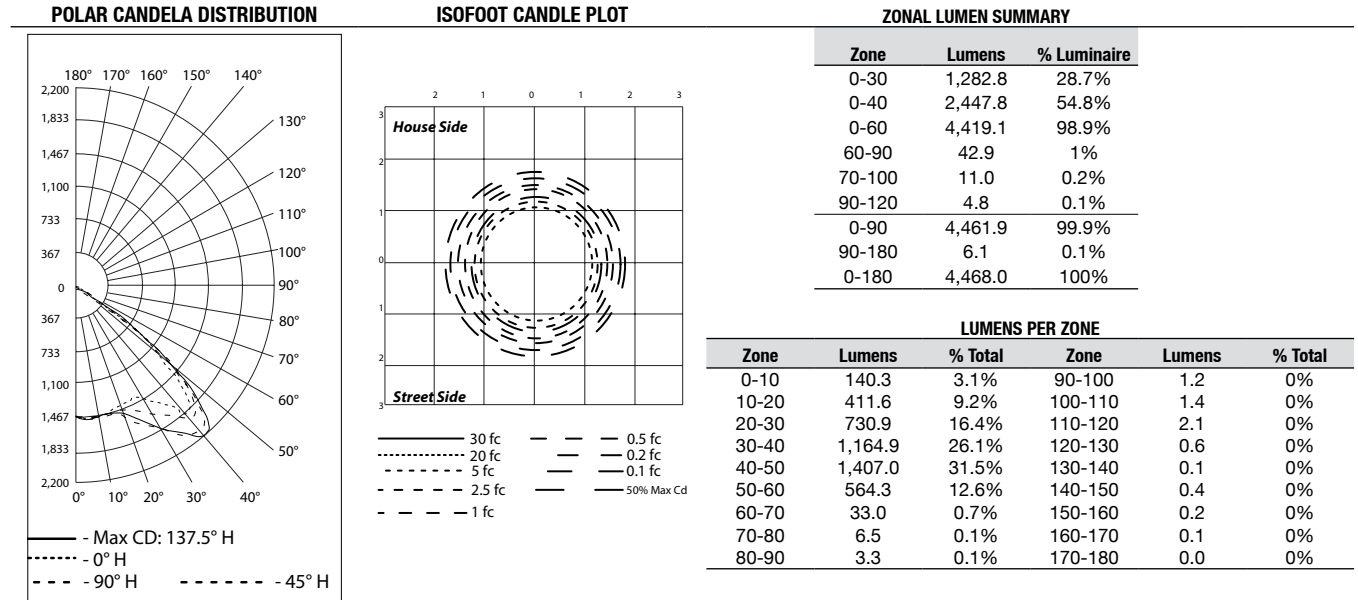 POLAR CANDELA DISTRIBUTION
180° 170° 160° 150° 140°
2,200
1,833
1,467
1,100
733
367
0
367
733
1,100
1,467
1,833
2,200
130°
120°
110°
100°
90°
80°
70°
60°
50°
0° 10° 20° 30° 40°
- Max CD: 137.5° H
- 0° H
- 90° H - 45° H
ISOFOOT CANDLE PLOT
2 1 0 1 2 3
3
2
1
0
1
2
3
House Side
Street Side
30 fc 0.5 fc
20 fc 0.2 fc
5 fc 0.1 fc
2.5 fc 50% Max Cd
1 fc
ZONAL LUMEN SUMMARY
Zone Lumens % Luminaire
0-30 1,282.8 28.7%
0-40 2,447.8 54.8%
0-60 4,419.1 98.9%
60-90 42.9 1%
70-100 11.0 0.2%
90-120 4.8 0.1%
0-90 4,461.9 99.9%
90-180 6.1 0.1%
0-180 4,468.0 100%
LUMENS PER ZONE
Zone Lumens % Total Zone Lumens % Total
0-10 140.3 3.1% 90-100 1.2 0%
10-20 411.6 9.2% 100-110 1.4 0%
20-30 730.9 16.4% 110-120 2.1 0%
30-40 1,164.9 26.1% 120-130 0.6 0%
40-50 1,407.0 31.5% 130-140 0.1 0%
50-60 564.3 12.6% 140-150 0.4 0%
60-70 33.0 0.7% 150-160 0.2 0%
70-80 6.5 0.1% 160-170 0.1 0%
80-90 3.3 0.1% 170-180 0.0 0%